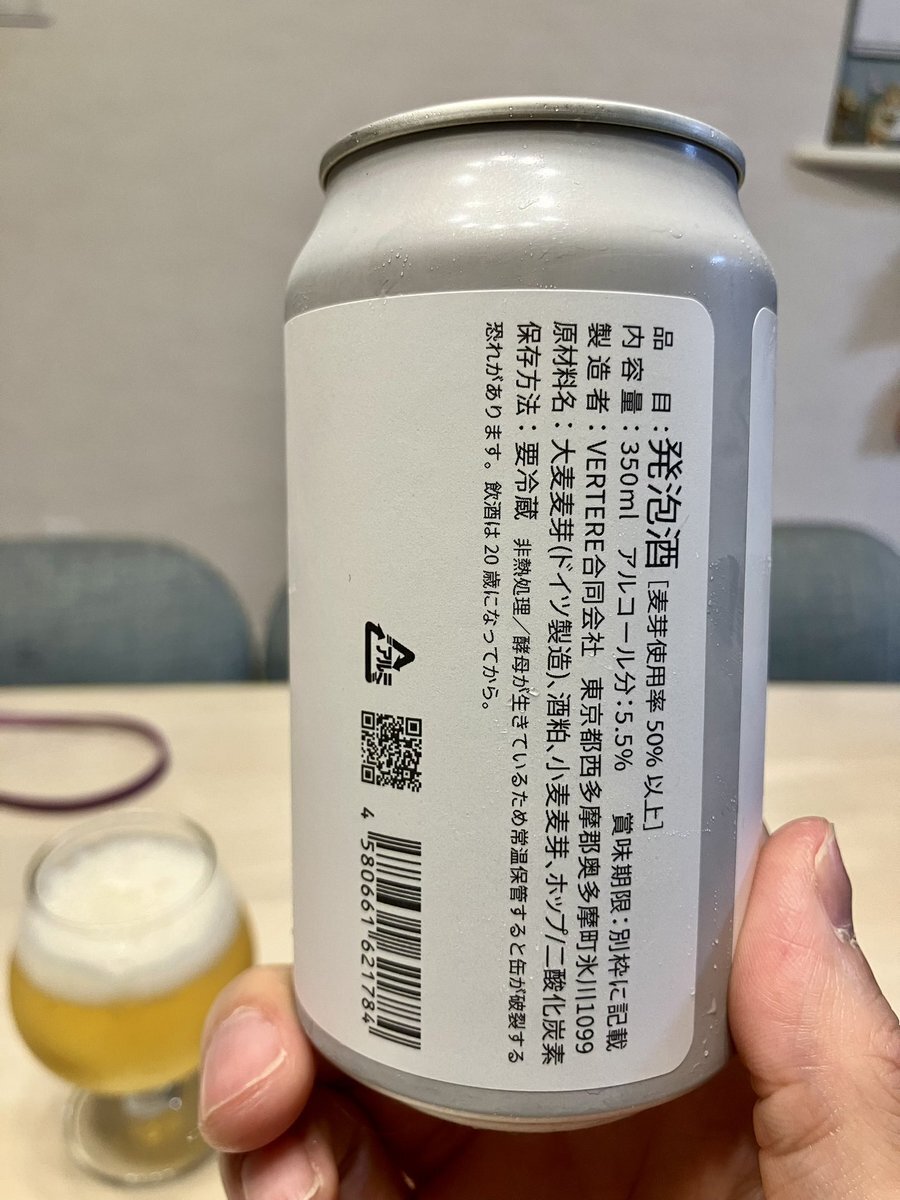 品目：発泡酒［麦芽使用率 50% 以上］
内容量：350ml　アルコール分：5.5%　賞味期限：別枠に記載
製造者：VERTERE合同会社　東京都西多摩郡奥多摩町氷川1099
原材料名：大麦麦芽(ドイツ製造)、酒粕、小麦麦芽、ホップ/二酸化炭素
保存方法：要冷蔵　非熱処理／酵母が生きているため常温保管すると缶が破裂する
恐れがあります。飲酒は 20 歳になってから。
アルミ
4 580661 621784